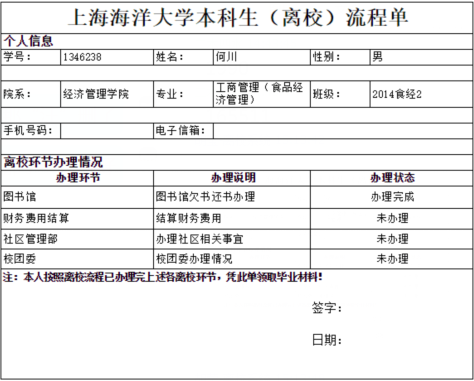 上海海洋大学本科生（离校）流程单
个人信息
学号： 1346238 姓名： 何川 性别： 男
院系： 经济管理学院 专业： 工商管理（食品经济管理） 班级： 2014食经2
手机号码： 电子信箱：
离校环节办理情况
办理环节 办理说明 办理状态
图书馆 图书馆欠书还书办理 办理完成
财务费用结算 结算财务费用 未办理
社区管理部 办理社区相关事宜 未办理
校团委 校团委办理情况 未办理
注：本人按照离校流程已办理完上述各离校环节，凭此单领取毕业材料！
签字：
日期：